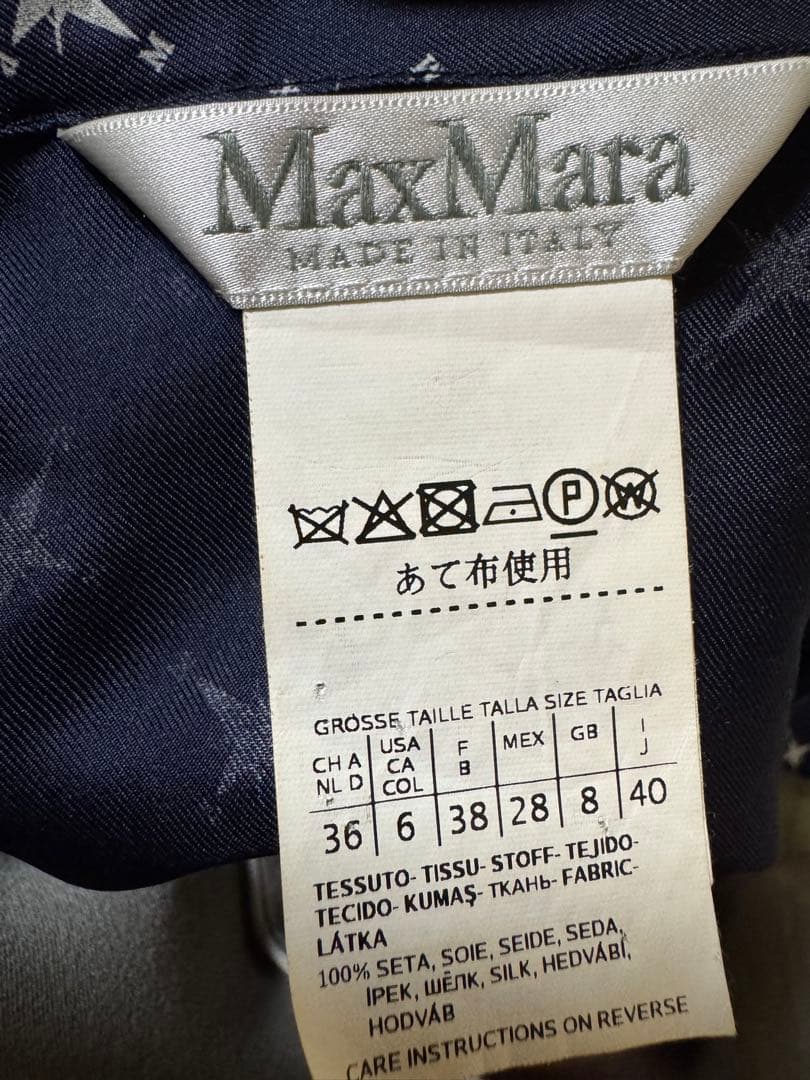 MaxMara
MADE IN ITALY
P W
あて布使用
GRÖSSE TAILLE TALLA SIZE TAGLIA
CH A NL D USA CA COL F B MEX GB I J
36 6 38 28 8 40
TESSUTO- TISSU- STOFF- TEJIDO-
TECIDO- KUMAŞ- ТКАНЬ- FABRIC-
LÁTKA
100% SETA, SOIE, SEIDE, SEDA,
İPEK, ШЁЛК, SILK, HEDVÁBÍ,
HODVÁB
CARE INSTRUCTIONS ON REVERSE